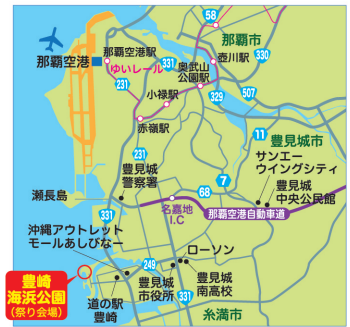 58
那覇市
那覇空港駅
331
奥武山
公園駅
壺川駅
330
那覇空港
ゆいレール
231
小禄駅
329
507
赤嶺駅
11
豊見城市
231
サンエー
ウイングシティ
豊見城
警察署
7
豊見城
中央公民館
瀬長島
68
名嘉地
I.C
那覇空港自動車道
331
沖縄アウトレット
モールあしびなー
ローソン
豊崎
海浜公園
(祭り会場)
249
豊見城
市役所
豊見城
南高校
道の駅
豊崎
331
糸満市